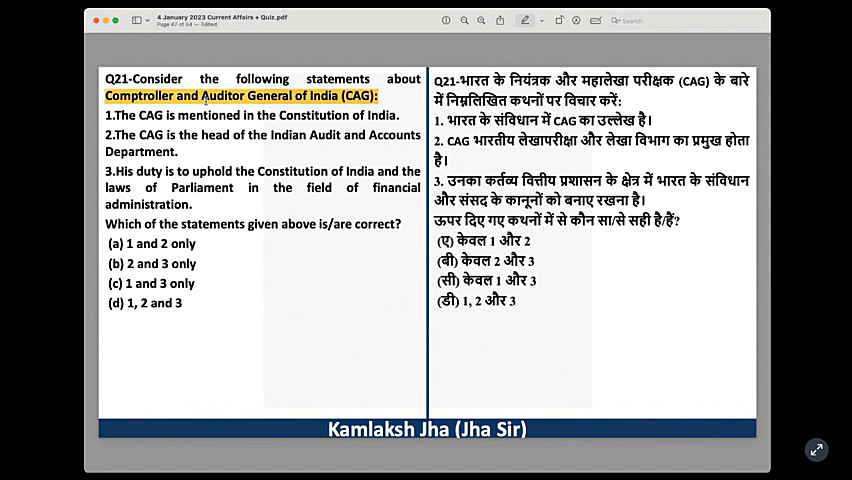 4 January 2023 Current Affairs + Quiz.pdf
Page 47 of 54 — Edited
Search
Q21-Consider the following statements about
Comptroller and Auditor General of India (CAG):
1.The CAG is mentioned in the Constitution of India.
2.The CAG is the head of the Indian Audit and Accounts
Department.
3.His duty is to uphold the Constitution of India and the
laws of Parliament in the field of financial
administration.
Which of the statements given above is/are correct?
(a) 1 and 2 only
(b) 2 and 3 only
(c) 1 and 3 only
(d) 1, 2 and 3
Q21-भारत के नियंत्रक और महालेखा परीक्षक (CAG) के बारे
में निम्नलिखित कथनों पर विचार करें:
1. भारत के संविधान में CAG का उल्लेख है।
2. CAG भारतीय लेखापरीक्षा और लेखा विभाग का प्रमुख होता
है।
3. उनका कर्तव्य वित्तीय प्रशासन के क्षेत्र में भारत के संविधान
और संसद के कानूनों को बनाए रखना है।
ऊपर दिए गए कथनों में से कौन सा/से सही है/हैं?
(ए) केवल 1 और 2
(बी) केवल 2 और 3
(सी) केवल 1 और 3
(डी) 1, 2 और 3
Kamlaksh Jha (Jha Sir)